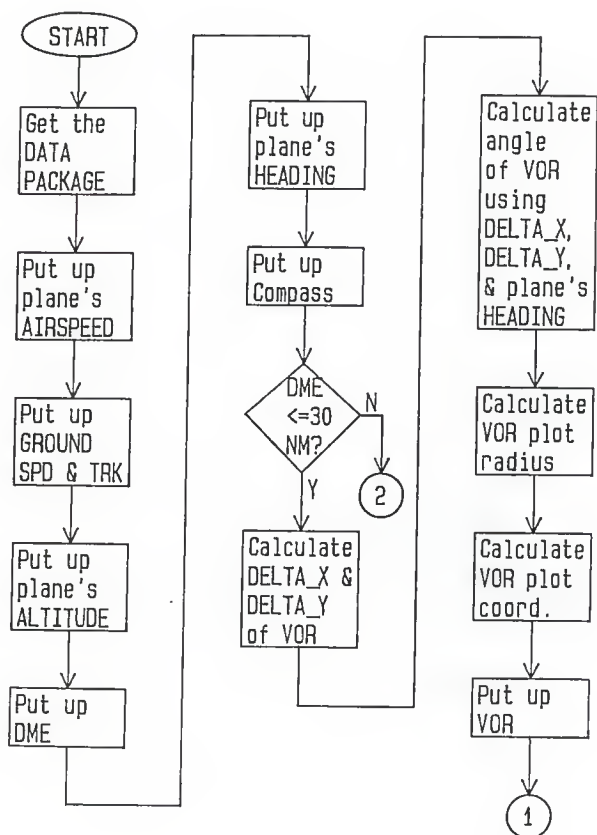 START
Get the
DATA
PACKAGE
Put up
plane's
AIRSPEED
Put up
GROUND
SPD & TRK
Put up
plane's
ALTITUDE
Put up
DME
Put up
plane's
HEADING
Put up
Compass
DME
<=30
NM?
N
2
Y
Calculate
DELTA_X &
DELTA_Y
of VOR
Calculate
angle
of VOR
using
DELTA_X,
DELTA_Y,
& plane's
HEADING
Calculate
VOR plot
radius
Calculate
VOR plot
coord.
Put up
VOR
1